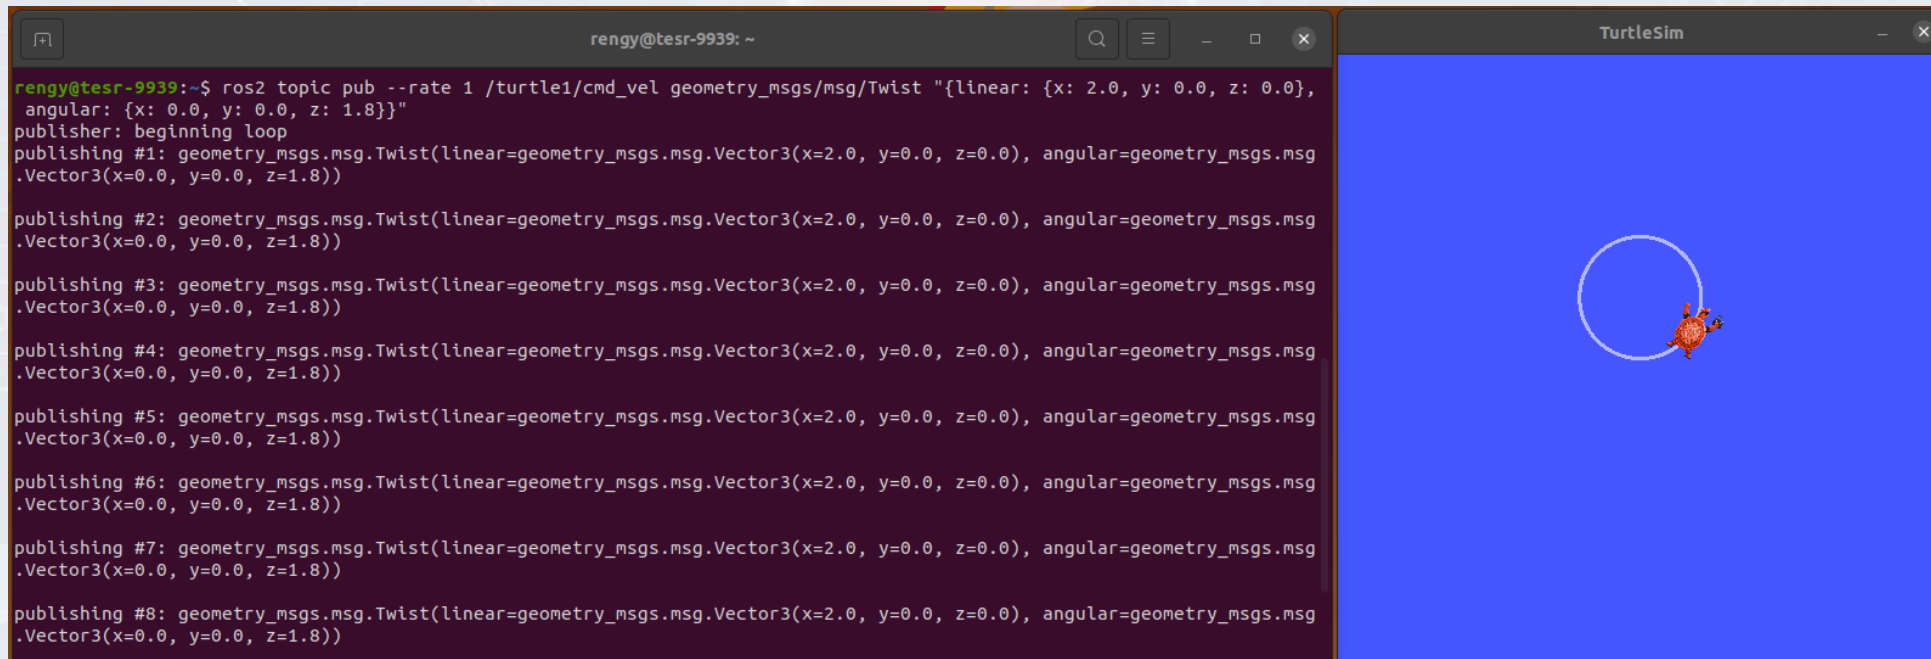 rengy@tesr-9939: ~
TurtleSim
rengy@tesr-9939:~$ ros2 topic pub --rate 1 /turtle1/cmd_vel geometry_msgs/msg/Twist "{linear: {x: 2.0, y: 0.0, z: 0.0},
 angular: {x: 0.0, y: 0.0, z: 1.8}}"
publisher: beginning loop
publishing #1: geometry_msgs.msg.Twist(linear=geometry_msgs.msg.Vector3(x=2.0, y=0.0, z=0.0), angular=geometry_msgs.msg
.Vector3(x=0.0, y=0.0, z=1.8))
publishing #2: geometry_msgs.msg.Twist(linear=geometry_msgs.msg.Vector3(x=2.0, y=0.0, z=0.0), angular=geometry_msgs.msg
.Vector3(x=0.0, y=0.0, z=1.8))
publishing #3: geometry_msgs.msg.Twist(linear=geometry_msgs.msg.Vector3(x=2.0, y=0.0, z=0.0), angular=geometry_msgs.msg
.Vector3(x=0.0, y=0.0, z=1.8))
publishing #4: geometry_msgs.msg.Twist(linear=geometry_msgs.msg.Vector3(x=2.0, y=0.0, z=0.0), angular=geometry_msgs.msg
.Vector3(x=0.0, y=0.0, z=1.8))
publishing #5: geometry_msgs.msg.Twist(linear=geometry_msgs.msg.Vector3(x=2.0, y=0.0, z=0.0), angular=geometry_msgs.msg
.Vector3(x=0.0, y=0.0, z=1.8))
publishing #6: geometry_msgs.msg.Twist(linear=geometry_msgs.msg.Vector3(x=2.0, y=0.0, z=0.0), angular=geometry_msgs.msg
.Vector3(x=0.0, y=0.0, z=1.8))
publishing #7: geometry_msgs.msg.Twist(linear=geometry_msgs.msg.Vector3(x=2.0, y=0.0, z=0.0), angular=geometry_msgs.msg
.Vector3(x=0.0, y=0.0, z=1.8))
publishing #8: geometry_msgs.msg.Twist(linear=geometry_msgs.msg.Vector3(x=2.0, y=0.0, z=0.0), angular=geometry_msgs.msg
.Vector3(x=0.0, y=0.0, z=1.8))